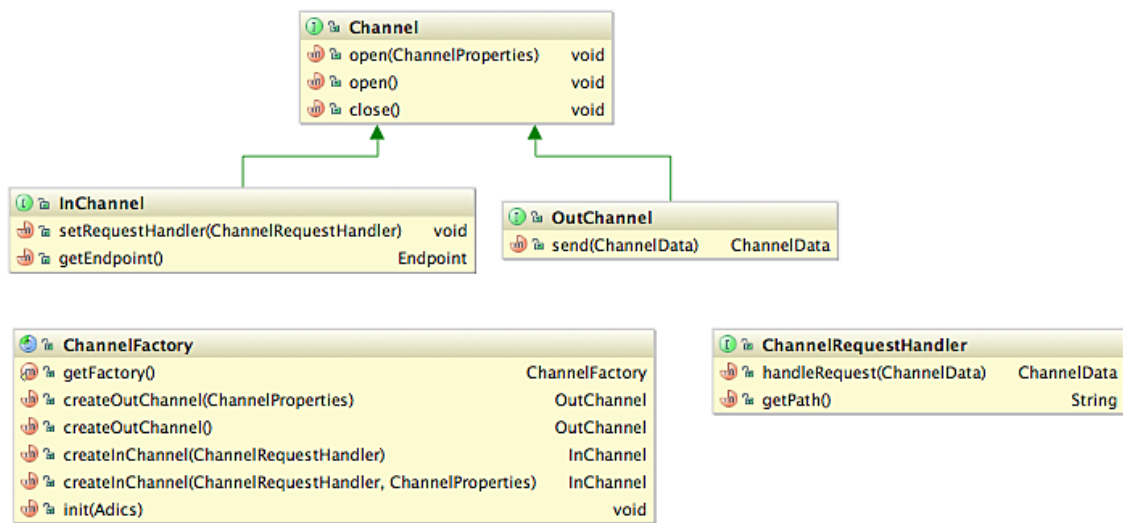 Channel
open(ChannelProperties) void
open() void
close() void
InChannel
setRequestHandler(ChannelRequestHandler) void
getEndpoint() Endpoint
OutChannel
send(ChannelData) ChannelData
ChannelFactory
getFactory() ChannelFactory
createOutChannel(ChannelProperties) OutChannel
createOutChannel() OutChannel
createInChannel(ChannelRequestHandler) InChannel
createInChannel(ChannelRequestHandler, ChannelProperties) InChannel
init(Adics) void
ChannelRequestHandler
handleRequest(ChannelData) ChannelData
getPath() String